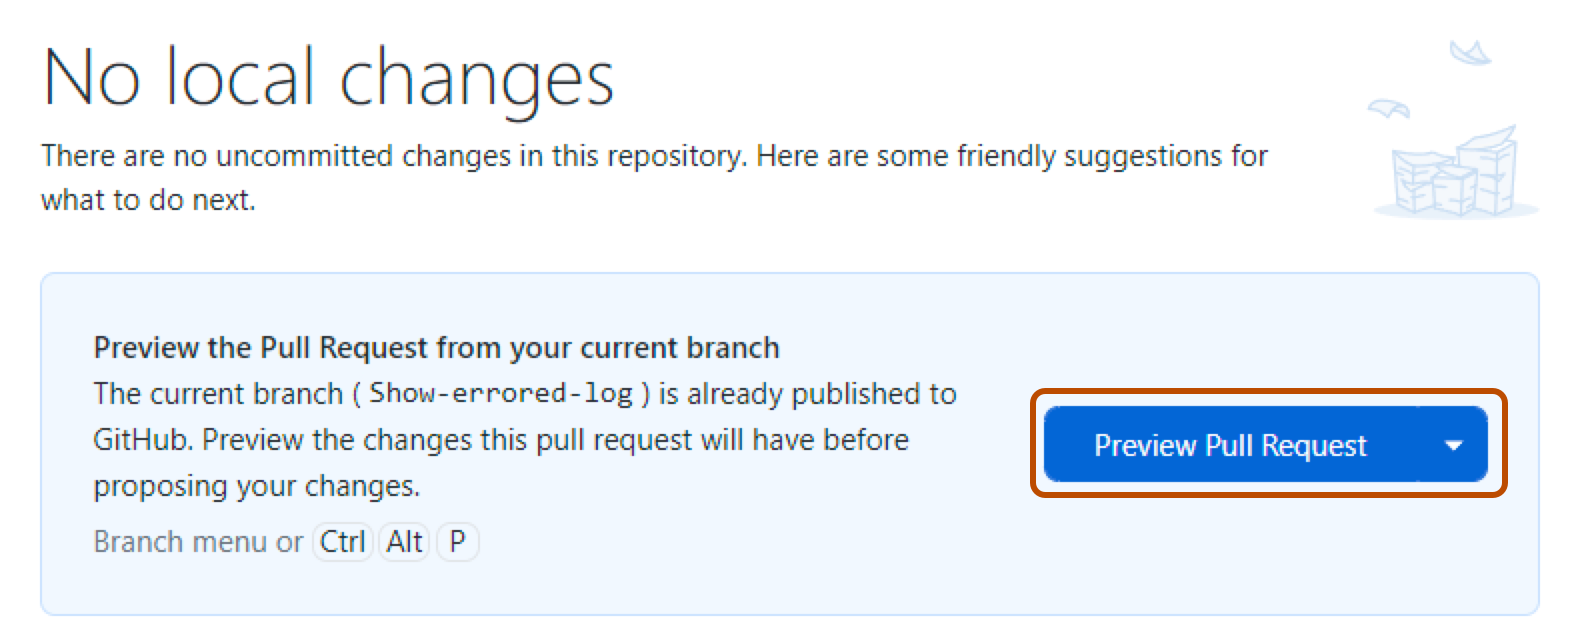 No local changes
There are no uncommitted changes in this repository. Here are some friendly suggestions for
what to do next.
Preview the Pull Request from your current branch
The current branch ( Show-errored-log ) is already published to
GitHub. Preview the changes this pull request will have before
proposing your changes.
Preview Pull Request
Branch menu or Ctrl Alt P